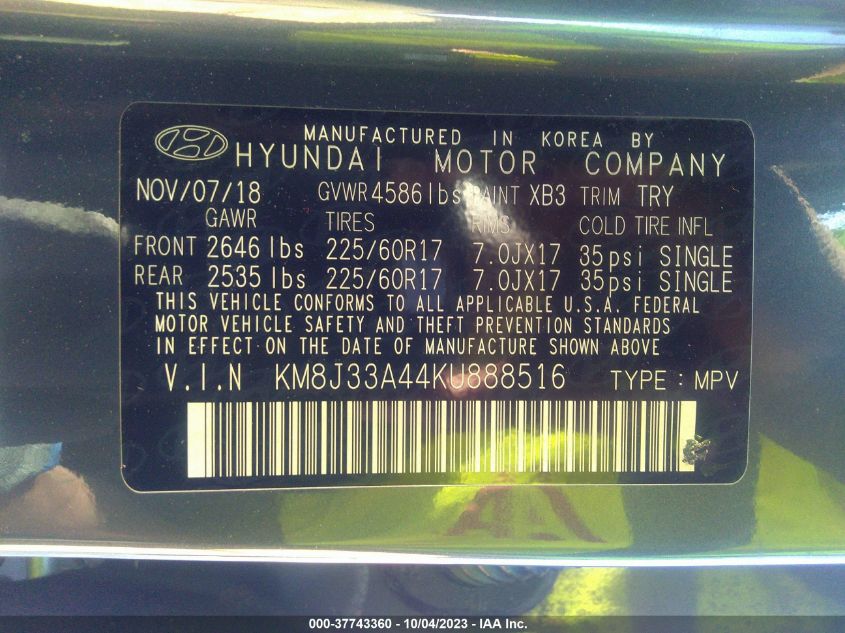 MANUFACTURED IN KOREA BY
HYUNDAI MOTOR COMPANY
NOV/07/18 GVWR 4586 lbs PAINT XB3 TRIM TRY
GAWR TIRES RIMS COLD TIRE INFL
FRONT 2646 lbs 225/60R17 7.0JX17 35psi SINGLE
REAR 2535 lbs 225/60R17 7.0JX17 35psi SINGLE
THIS VEHICLE CONFORMS TO ALL APPLICABLE U.S.A. FEDERAL
MOTOR VEHICLE SAFETY AND THEFT PREVENTION STANDARDS
IN EFFECT ON THE DATE OF MANUFACTURE SHOWN ABOVE
V.I.N KM8J33A44KU888516 TYPE : MPV
000-37743360 - 10/04/2023 - IAA Inc.